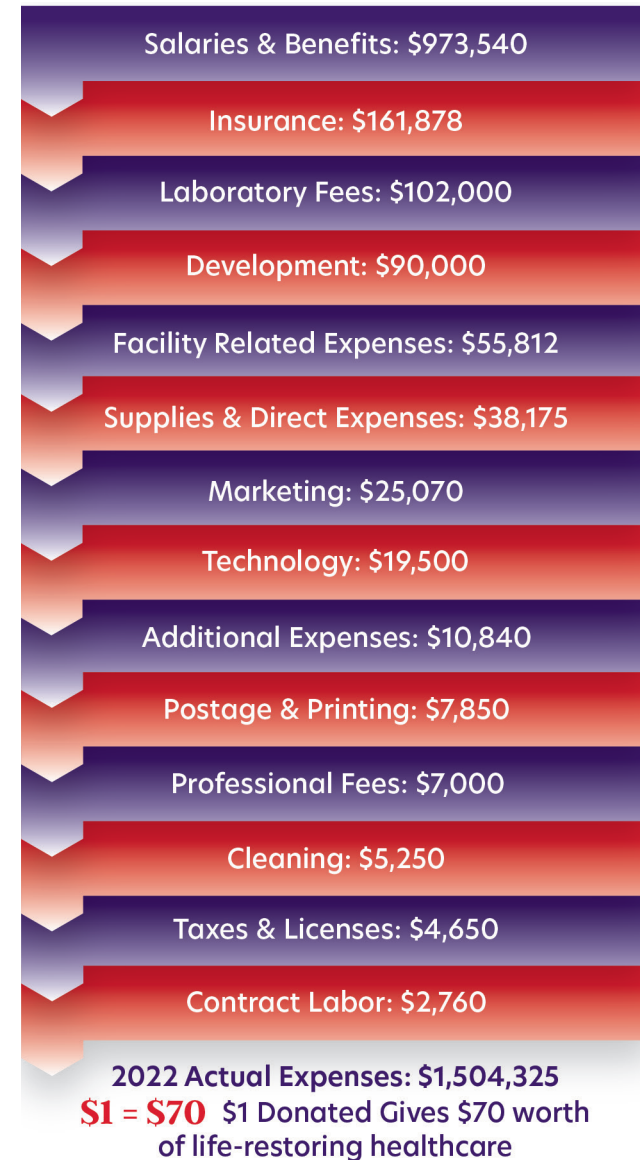 Salaries & Benefits: $973,540
Insurance: $161,878
Laboratory Fees: $102,000
Development: $90,000
Facility Related Expenses: $55,812
Supplies & Direct Expenses: $38,175
Marketing: $25,070
Technology: $19,500
Additional Expenses: $10,840
Postage & Printing: $7,850
Professional Fees: $7,000
Cleaning: $5,250
Taxes & Licenses: $4,650
Contract Labor: $2,760
2022 Actual Expenses: $1,504,325
$1 = $70 $1 Donated Gives $70 worth
of life-restoring healthcare